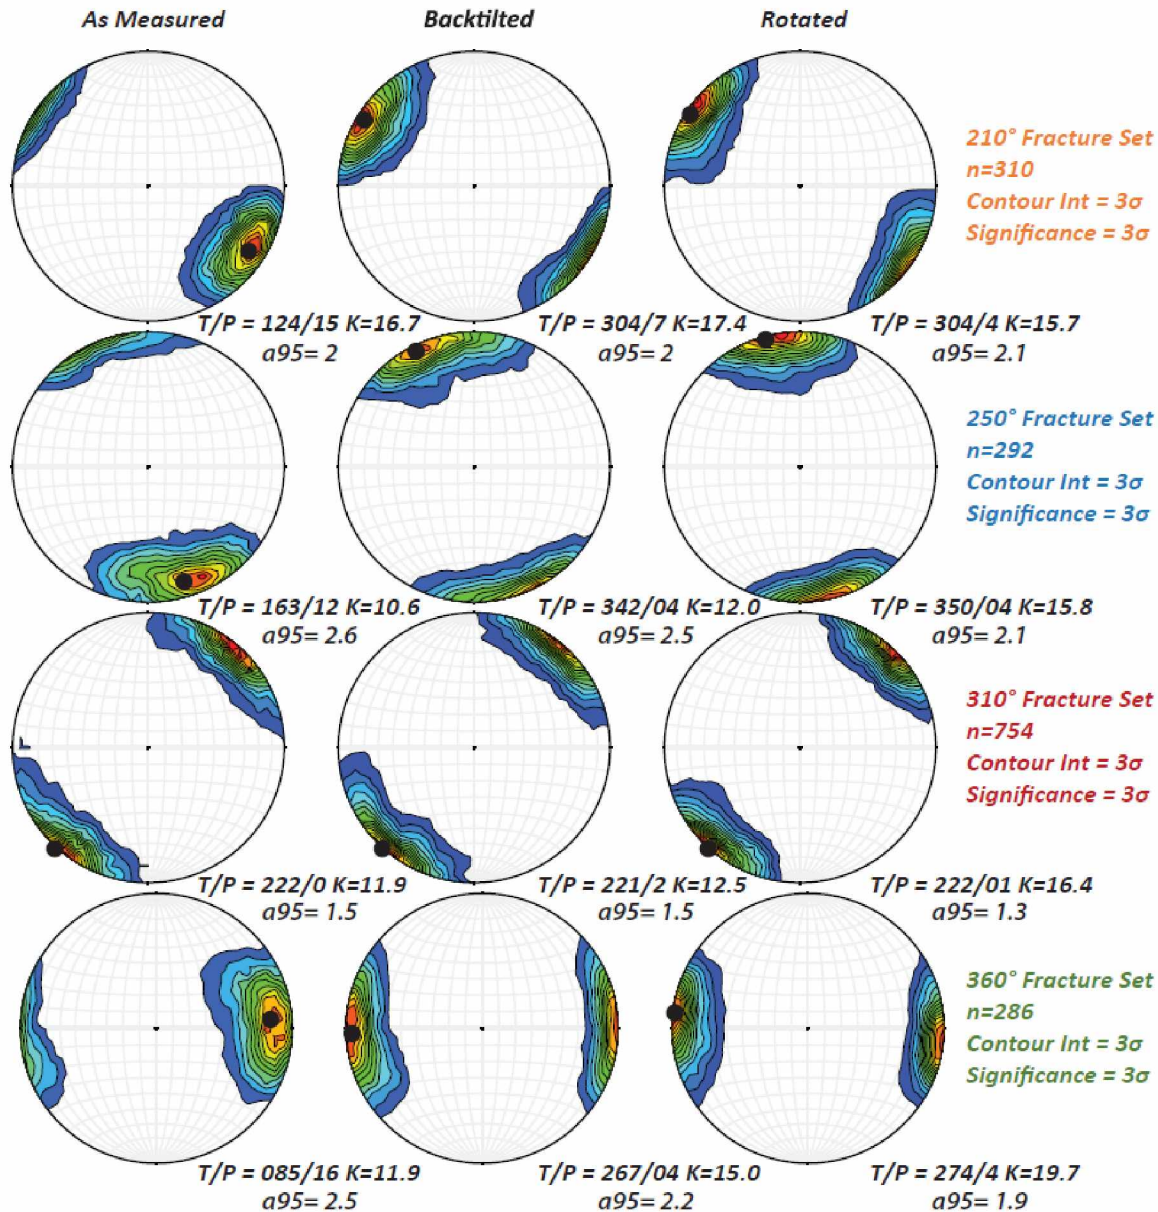 As Measured
Backtilted
Rotated
210° Fracture Set
n=310
Contour Int = 3σ
Significance = 3σ
T/P = 124/15 K=16.7
a95= 2
T/P = 304/7 K=17.4
a95= 2
T/P = 304/4 K=15.7
a95= 2.1
250° Fracture Set
n=292
Contour Int = 3σ
Significance = 3σ
T/P = 163/12 K=10.6
a95= 2.6
T/P = 342/04 K=12.0
a95= 2.5
T/P = 350/04 K=15.8
a95= 2.1
310° Fracture Set
n=754
Contour Int = 3σ
Significance = 3σ
T/P = 222/0 K=11.9
a95= 1.5
T/P = 221/2 K=12.5
a95= 1.5
T/P = 222/01 K=16.4
a95= 1.3
360° Fracture Set
n=286
Contour Int = 3σ
Significance = 3σ
T/P = 085/16 K=11.9
a95= 2.5
T/P = 267/04 K=15.0
a95= 2.2
T/P = 274/4 K=19.7
a95= 1.9